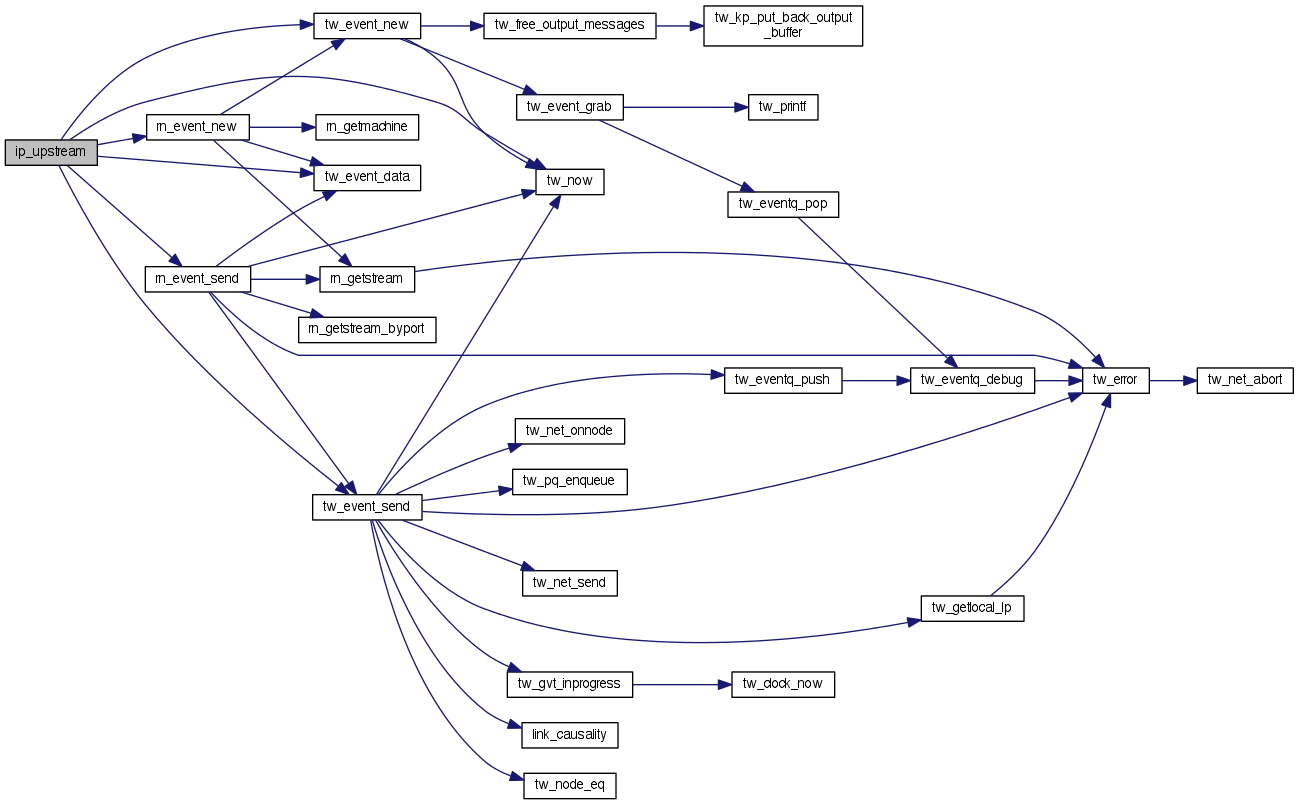 tw_event_new
tw_free_output_messages
tw_kp_put_back_output
_buffer
tw_event_grab
tw_printf
rn_event_new
rn_getmachine
ip_upstream
tw_event_data
tw_now
tw_eventq_pop
rn_event_send
rn_getstream
rn_getstream_byport
tw_eventq_push
tw_eventq_debug
tw_error
tw_net_abort
tw_net_onnode
tw_pq_enqueue
tw_event_send
tw_net_send
tw_getlocal_lp
tw_gvt_inprogress
tw_clock_now
link_causality
tw_node_eq